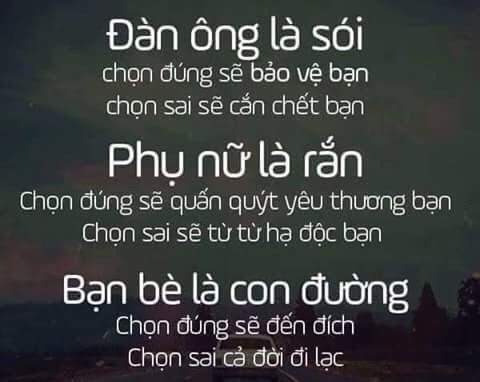 Đàn ông là sói
chọn đúng sẽ bảo vệ bạn
chọn sai sẽ cắn chết bạn
Phụ nữ là rắn
Chọn đúng sẽ quấn quýt yêu thương bạn
Chọn sai sẽ từ từ hạ độc bạn
Bạn bè là con đường
Chọn đúng sẽ đến đích
Chọn sai cả đời đi lạc